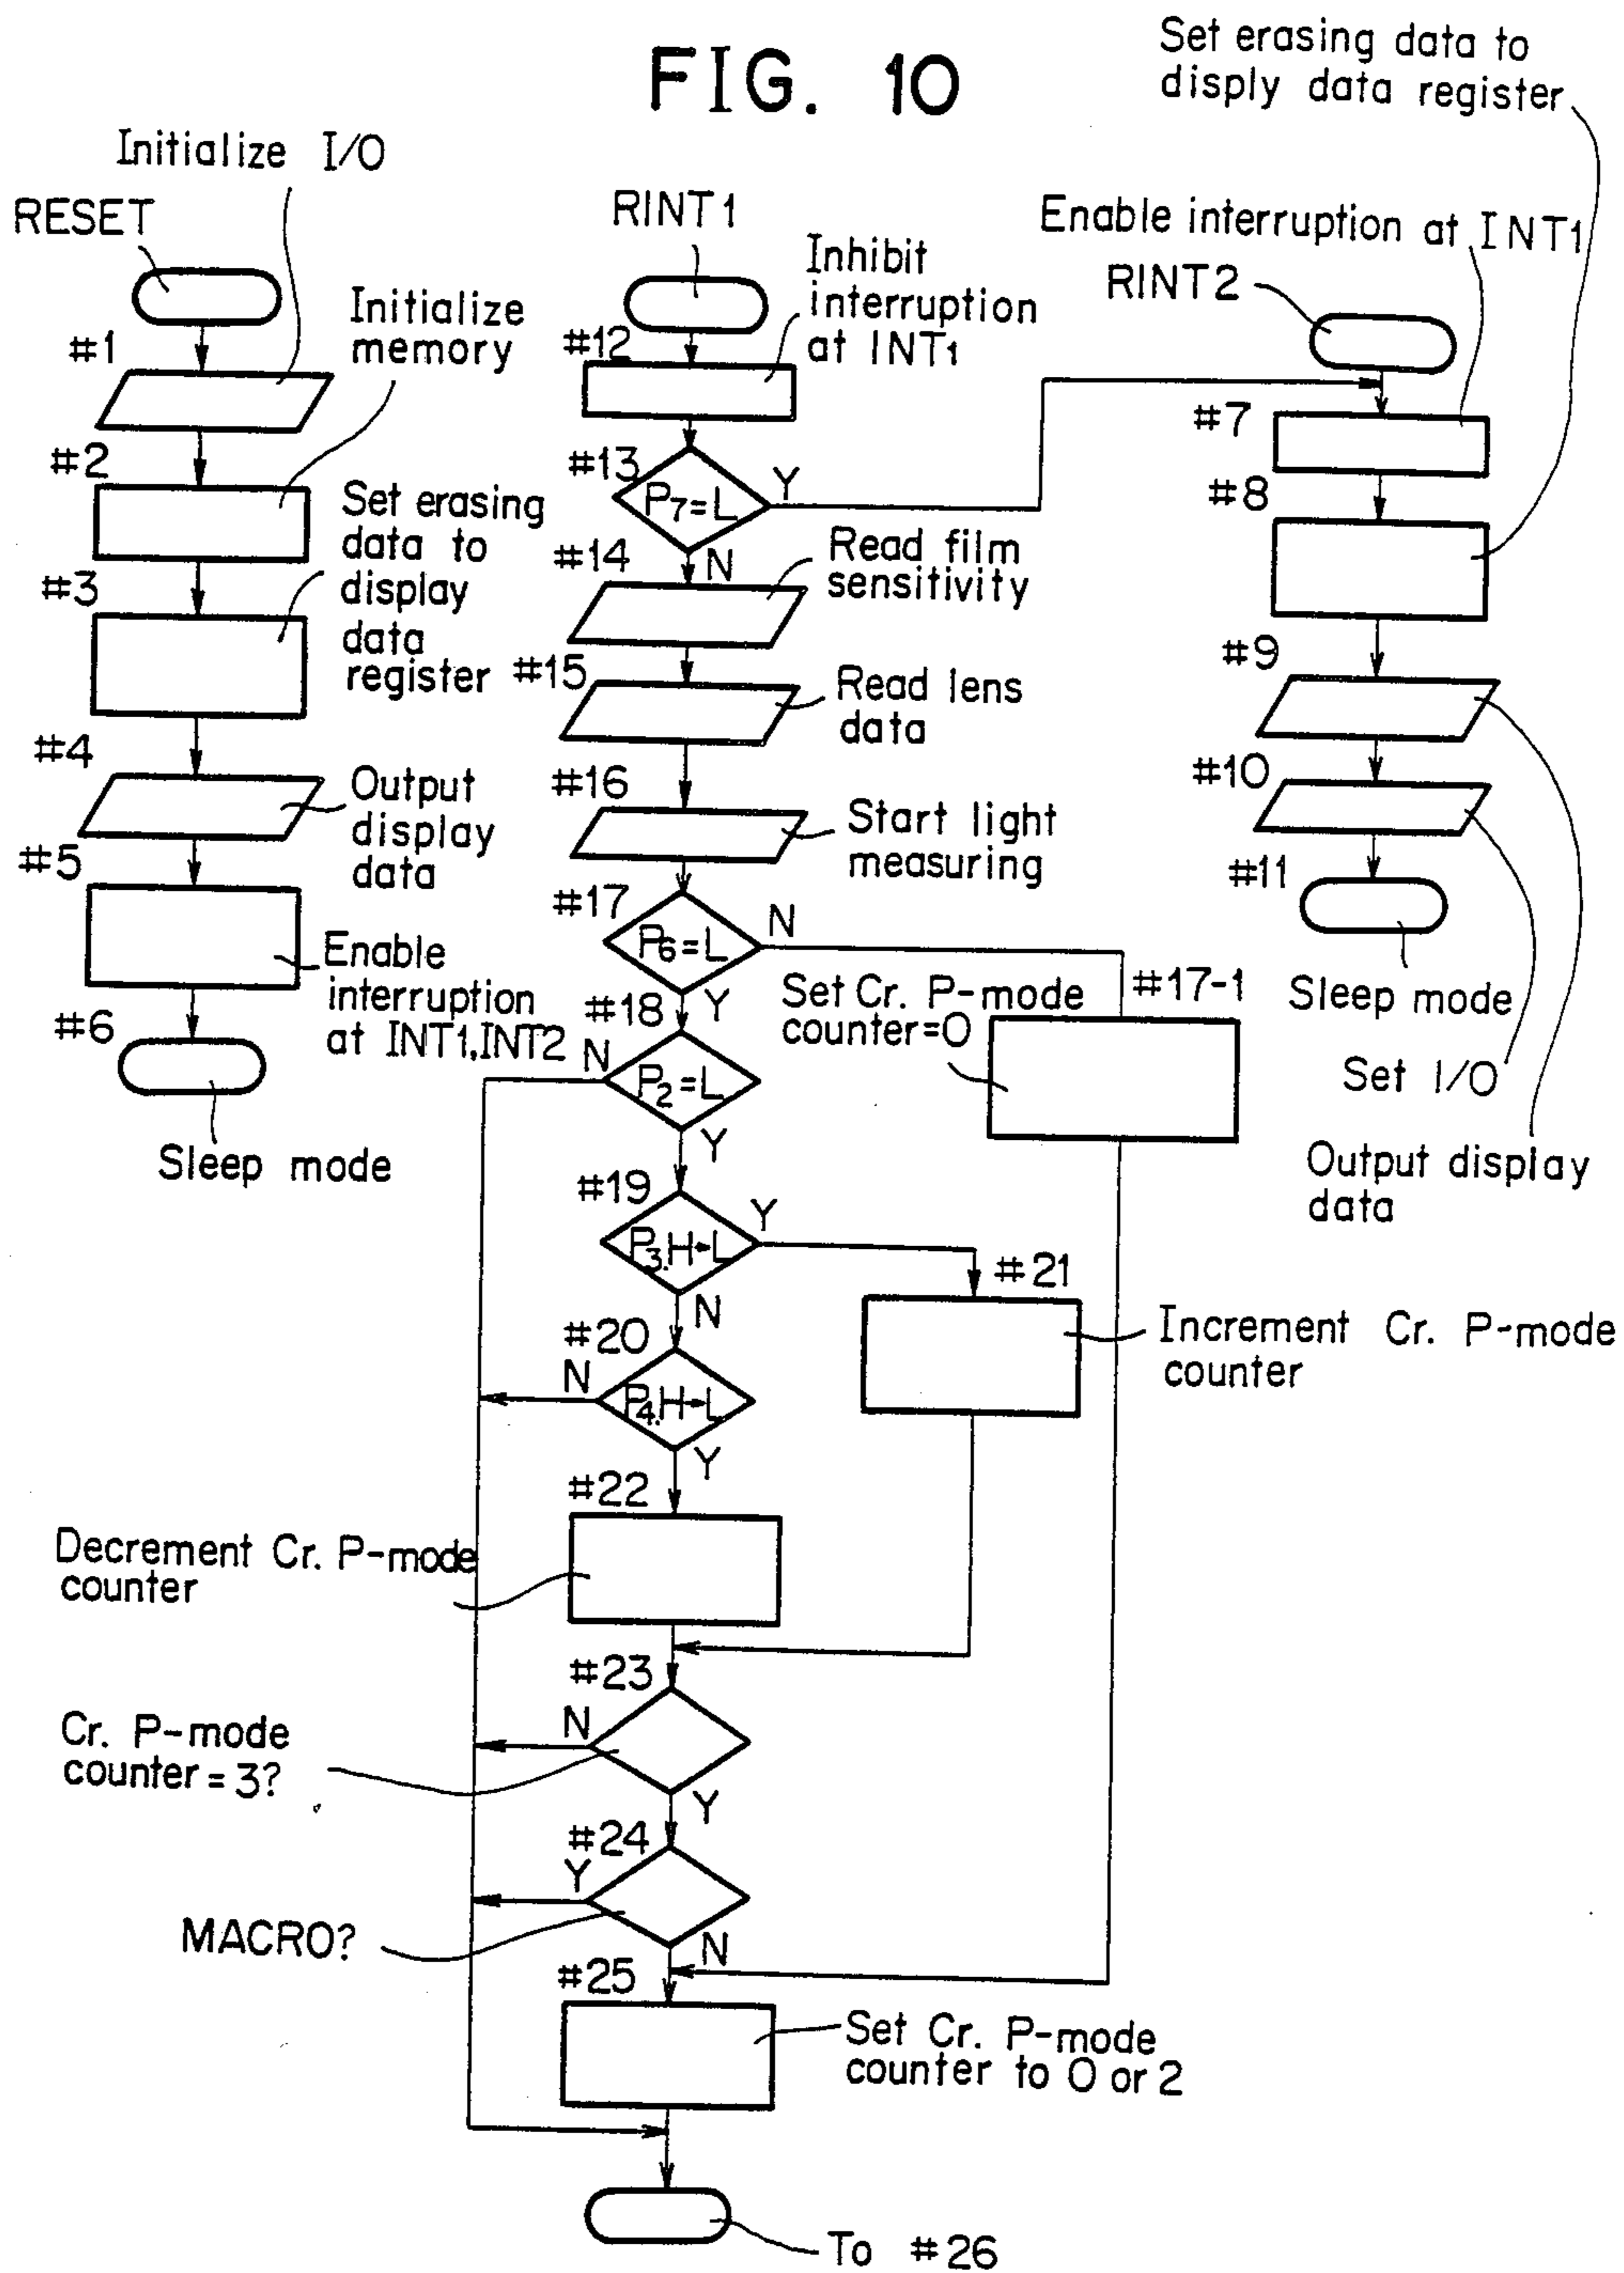 FIG. 10
RESET
Initialize I/O
#1
Initialize
memory
#2
Set erasing
data to
display
data
register
#3
#4
Output
display
data
#5
Enable
interruption
at INT1,INT2
#6
Sleep mode
RINT1
Inhibit
interruption
at INT1
#12
#13
P7=L
Y
N
#14
Read film
sensitivity
#15
Read lens
data
#16
Start light
measuring
#17
P6=L
N
Y
Set Cr. P-mode
counter=0
#17-1
#18
P2=L
N
Y
#19
P3.H→L
Y
N
#21
Increment Cr. P-mode
counter
#20
P4.H→L
N
Y
#22
Decrement Cr. P-mode
counter
#23
N
Cr. P-mode
counter=3?
Y
#24
Y
MACRO?
N
#25
Set Cr. P-mode
counter to 0 or 2
To #26
Set erasing data to
disply data register
Enable interruption at INT1
RINT2
#7
#8
#9
#10
#11
Sleep mode
Set I/O
Output display
data